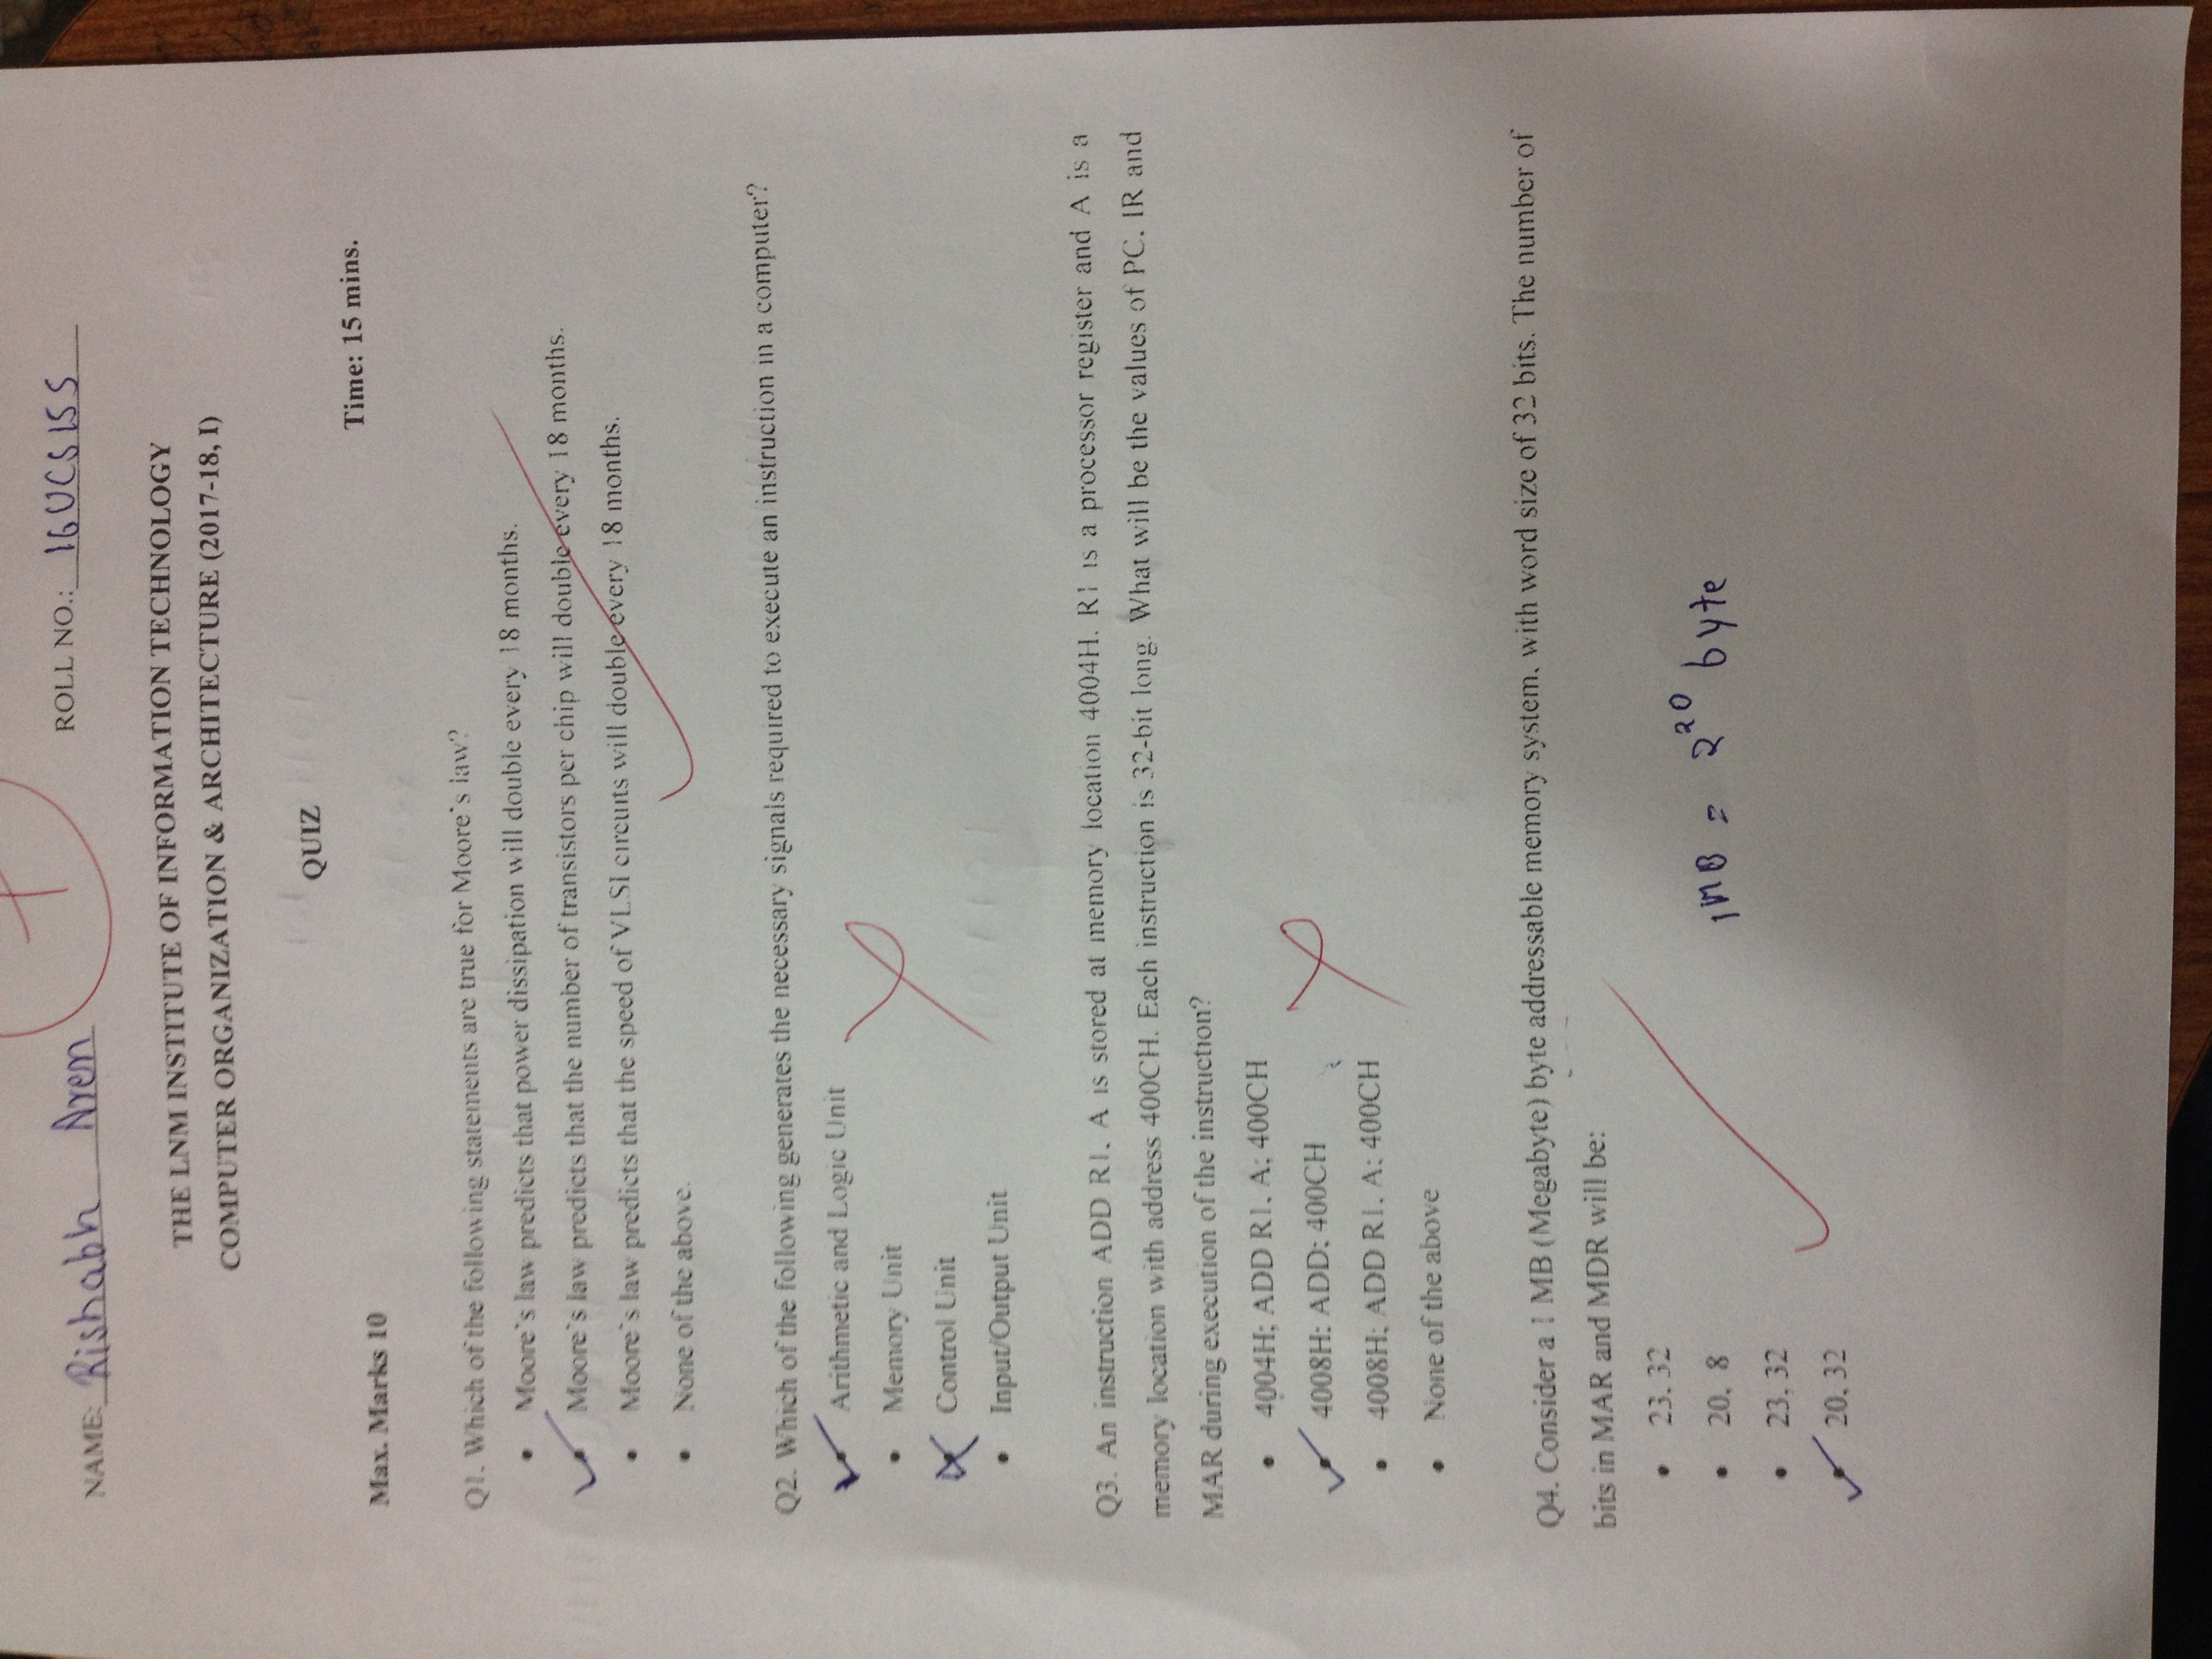 NAME: Rishabh Aren ROLL NO.: 16UCS155
THE LNM INSTITUTE OF INFORMATION TECHNOLOGY
COMPUTER ORGANIZATION & ARCHITECTURE (2017-18, I)
QUIZ
Time: 15 mins.
Max. Marks 10
Q1. Which of the following statements are true for Moore's law?
• Moore's law predicts that power dissipation will double every 18 months.
• Moore's law predicts that the number of transistors per chip will double every 18 months.
• Moore's law predicts that the speed of VLSI circuits will double every 18 months.
• None of the above.
Q2. Which of the following generates the necessary signals required to execute an instruction in a computer?
• Arithmetic and Logic Unit
• Memory Unit
• Control Unit
• Input/Output Unit
Q3. An instruction ADD R1, A is stored at memory location 4004H. R1 is a processor register and A is a
memory location with address 400CH. Each instruction is 32-bit long. What will be the values of PC, IR and
MAR during execution of the instruction?
• 4004H; ADD R1, A; 400CH
• 4008H; ADD; 400CH
• 4008H; ADD R1, A; 400CH
• None of the above
Q4. Consider a 1 MB (Megabyte) byte addressable memory system, with word size of 32 bits. The number of
bits in MAR and MDR will be:
• 23, 32
• 20, 8
• 23, 32
• 20, 32
1MB = 2^20 byte